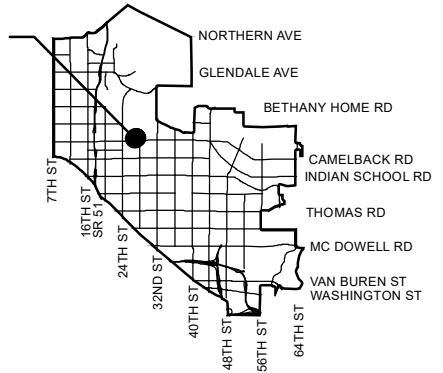 NORTHERN AVE
GLENDALE AVE
BETHANY HOME RD
CAMELBACK RD
INDIAN SCHOOL RD
THOMAS RD
MC DOWELL RD
VAN BUREN ST
WASHINGTON ST
7TH ST
16TH ST
SR 51
24TH ST
32ND ST
40TH ST
48TH ST
56TH ST
64TH ST